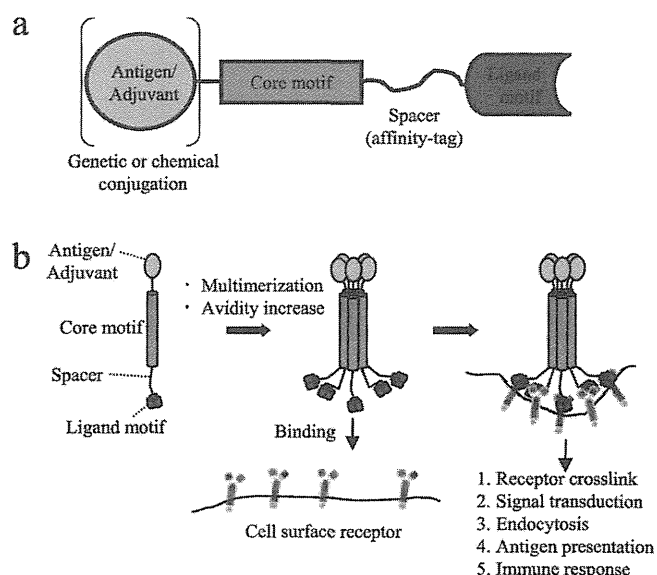 a
Antigen/
Adjuvant
Core motif
Ligand
motif
Spacer
(affinity-tag)
Genetic or chemical
conjugation
b
Antigen/
Adjuvant
Core motif
Spacer
Ligand motif
· Multimerization
· Avidity increase
Binding
Cell surface receptor
1. Receptor crosslink
2. Signal transduction
3. Endocytosis
4. Antigen presentation
5. Immune response